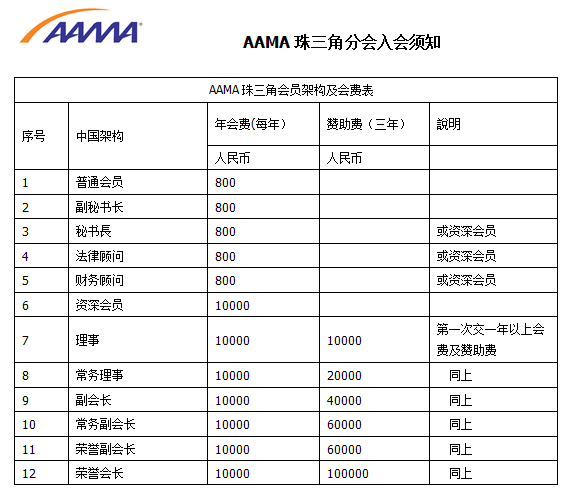 AAMA
AAMA 珠三角分会入会须知
AAMA 珠三角会员架构及会费表
序号 中国架构 年会费(每年) 赞助费（三年） 說明
人民币 人民币
1 普通会员 800
2 副秘书长 800
3 秘书長 800 或资深会员
4 法律顾问 800 或资深会员
5 财务顾问 800 或资深会员
6 资深会员 10000
7 理事 10000 10000 第一次交一年以上会
费及赞助费
8 常务理事 10000 20000 同上
9 副会长 10000 40000 同上
10 常务副会长 10000 60000 同上
11 荣誉副会长 10000 60000 同上
12 荣誉会长 10000 100000 同上